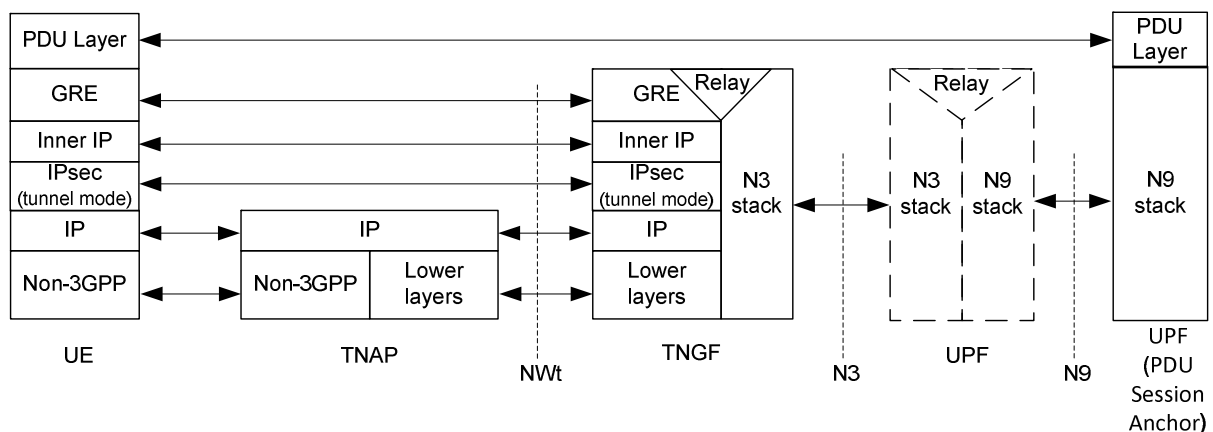 PDU Layer
PDU
Layer
GRE
GRE
Relay
Relay
Inner IP
Inner IP
IPsec
(tunnel mode)
IPsec
(tunnel mode)
N3
stack
N3
stack
N9
stack
N9
stack
IP
IP
IP
Non-3GPP
Non-3GPP
Lower
layers
Lower
layers
UE
TNAP
NWt
TNGF
N3
UPF
N9
UPF
(PDU
Session
Anchor)